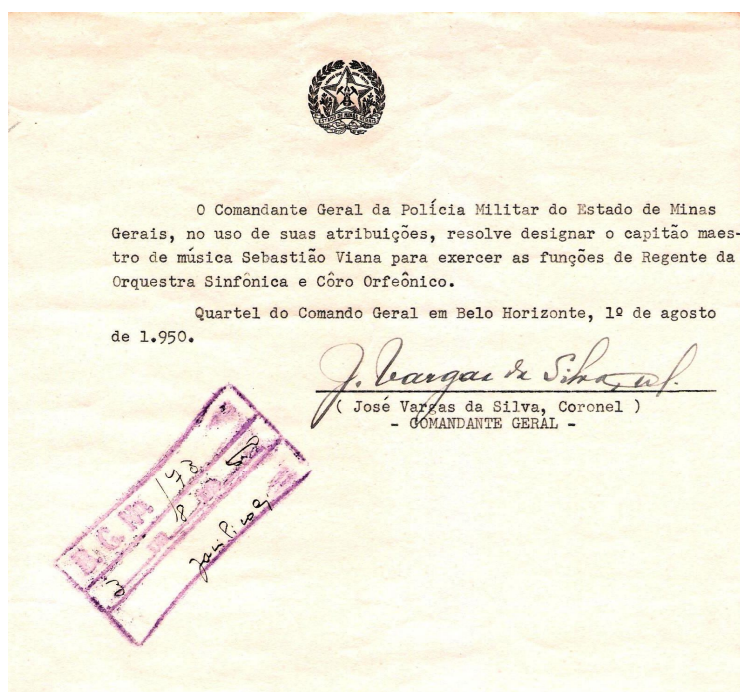 O Comandante Geral da Polícia Militar do Estado de Minas
Gerais, no uso de suas atribuições, resolve designar o capitão maes-
tro de música Sebastião Viana para exercer as funções de Regente da
Orquestra Sinfônica e Côro Orfeônico.
Quartel do Comando Geral em Belo Horizonte, 1º de agosto
de 1.950.
J. Vargas da Silva, cel.
( José Vargas da Silva, Coronel )
- COMANDANTE GERAL -